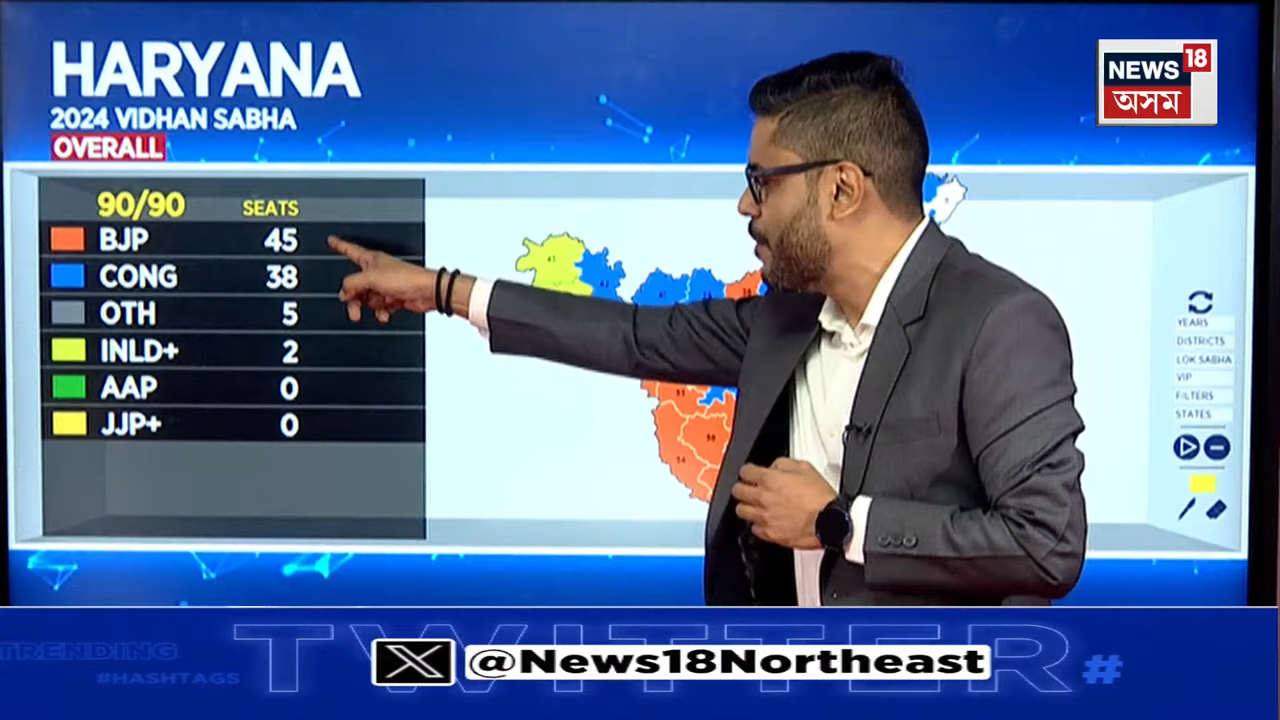 HARYANA
2024 VIDHAN SABHA
OVERALL
NEWS 18
অসম
90/90 SEATS
BJP 45
CONG 38
OTH 5
INLD+ 2
AAP 0
JJP+ 0
YEARS
DISTRICTS
LOK SABHA
VIP
FILTERS
STATES
TRENDING
#HASHTAGS
TWITTER
#
X @News18Northeast